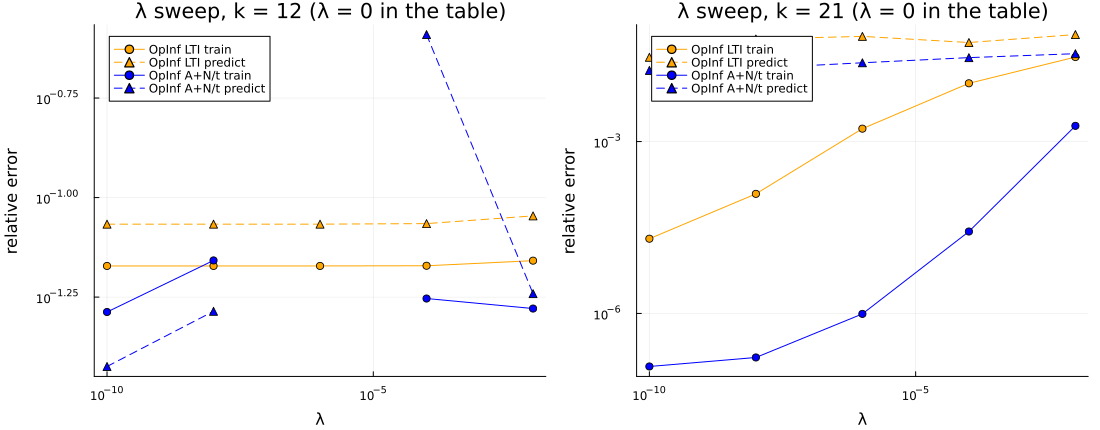 λ sweep, k = 12 (λ = 0 in the table)
OpInf LTI train
OpInf LTI predict
OpInf A+N/t train
OpInf A+N/t predict
relative error
10^-0.75
10^-1.00
10^-1.25
10^-10
10^-5
λ
λ sweep, k = 21 (λ = 0 in the table)
OpInf LTI train
OpInf LTI predict
OpInf A+N/t train
OpInf A+N/t predict
relative error
10^-3
10^-6
10^-10
10^-5
λ